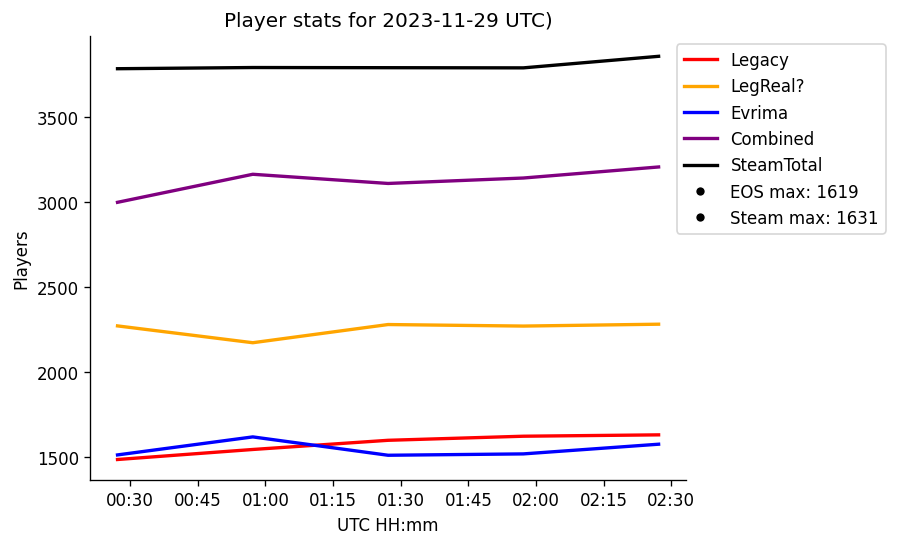 Player stats for 2023-11-29 UTC)
Legacy
LegReal?
Evrima
Combined
SteamTotal
EOS max: 1619
Steam max: 1631
Players
3500
3000
2500
2000
1500
00:30 00:45 01:00 01:15 01:30 01:45 02:00 02:15 02:30
UTC HH:mm